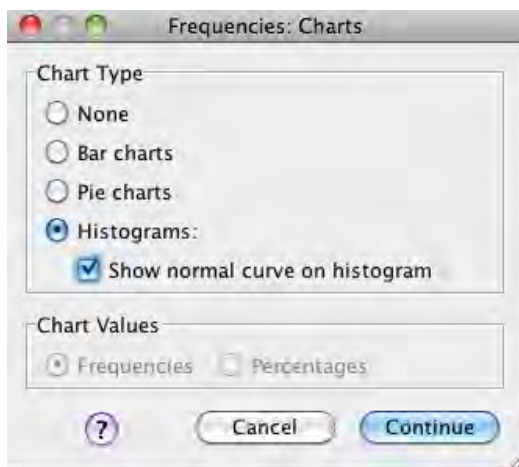 Frequencies: Charts
Chart Type
None
Bar charts
Pie charts
Histograms:
Show normal curve on histogram
Chart Values
Frequencies Percentages
? Cancel Continue